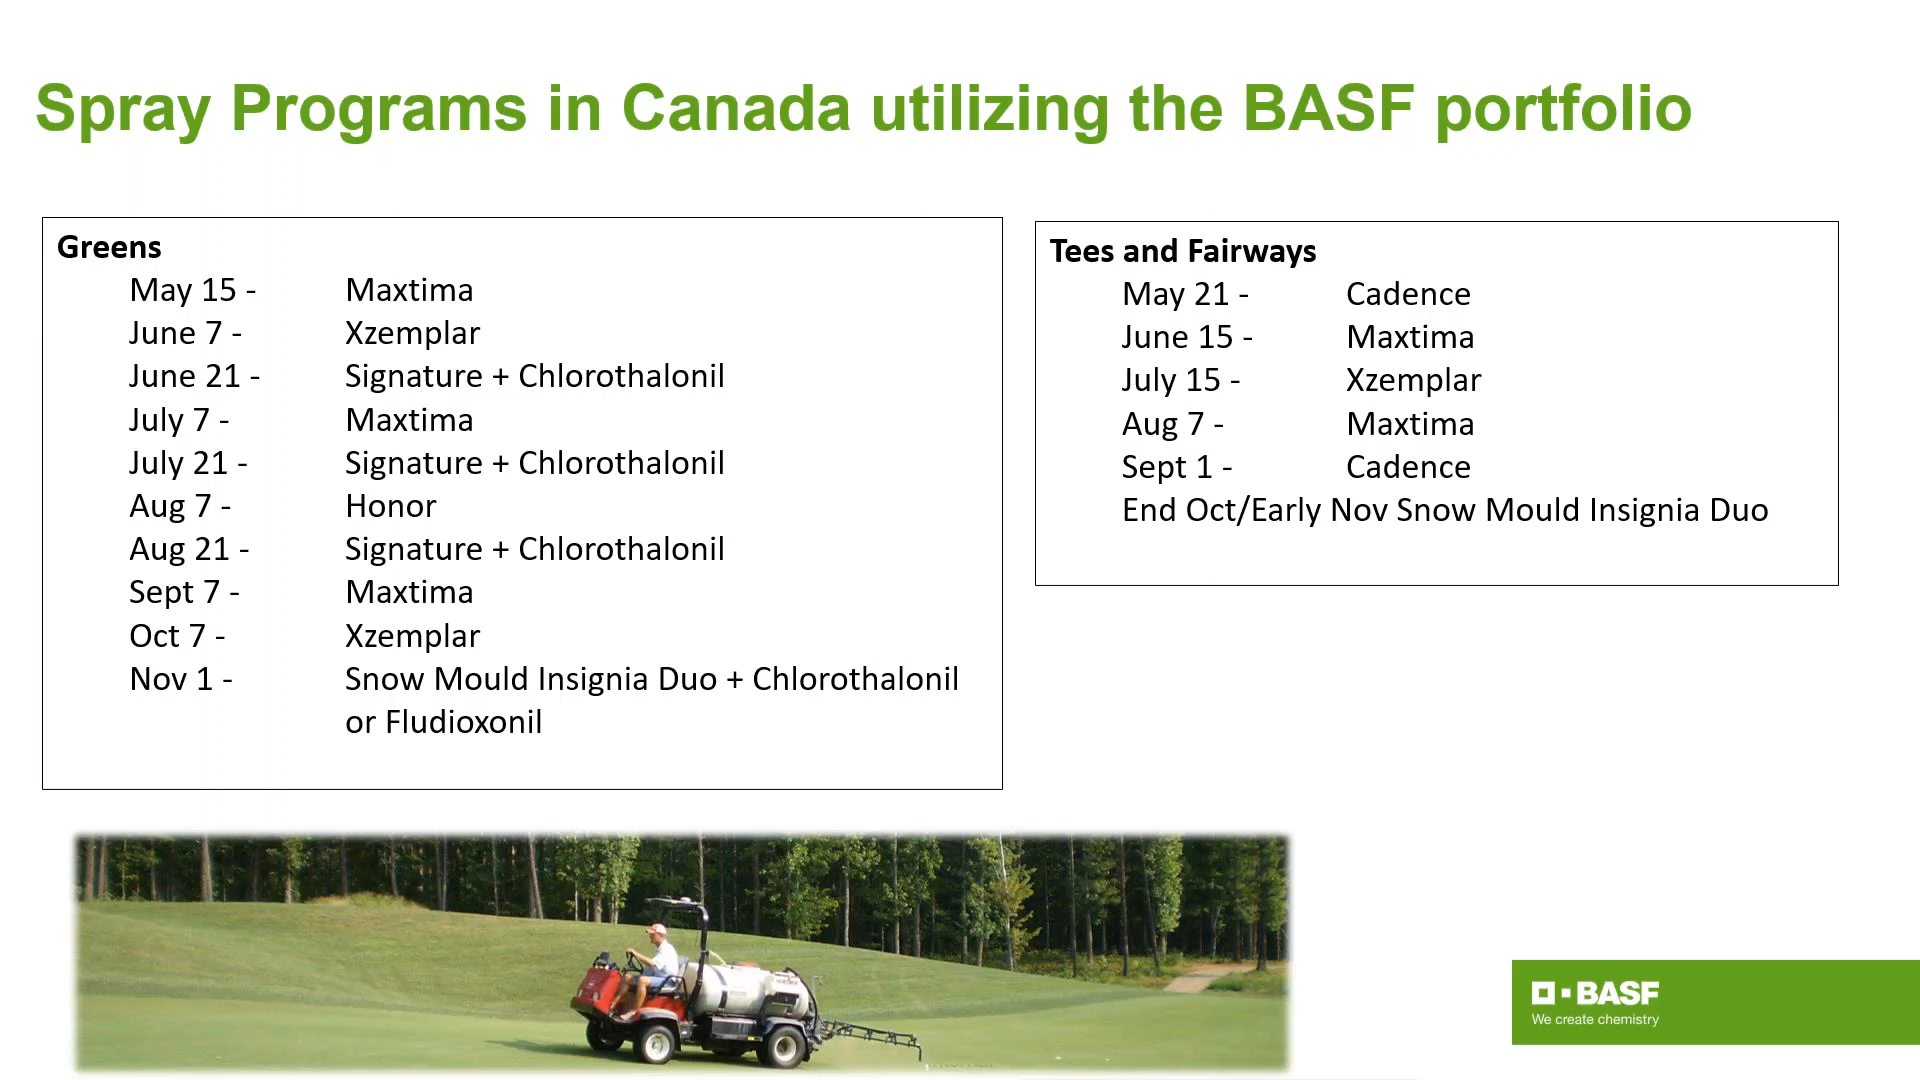 Spray Programs in Canada utilizing the BASF portfolio
Greens
May 15 - Maxtima
June 7 - Xzemplar
June 21 - Signature + Chlorothalonil
July 7 - Maxtima
July 21 - Signature + Chlorothalonil
Aug 7 - Honor
Aug 21 - Signature + Chlorothalonil
Sept 7 - Maxtima
Oct 7 - Xzemplar
Nov 1 - Snow Mould Insignia Duo + Chlorothalonil
or Fludioxonil
Tees and Fairways
May 21 - Cadence
June 15 - Maxtima
July 15 - Xzemplar
Aug 7 - Maxtima
Sept 1 - Cadence
End Oct/Early Nov Snow Mould Insignia Duo
BASF
We create chemistry